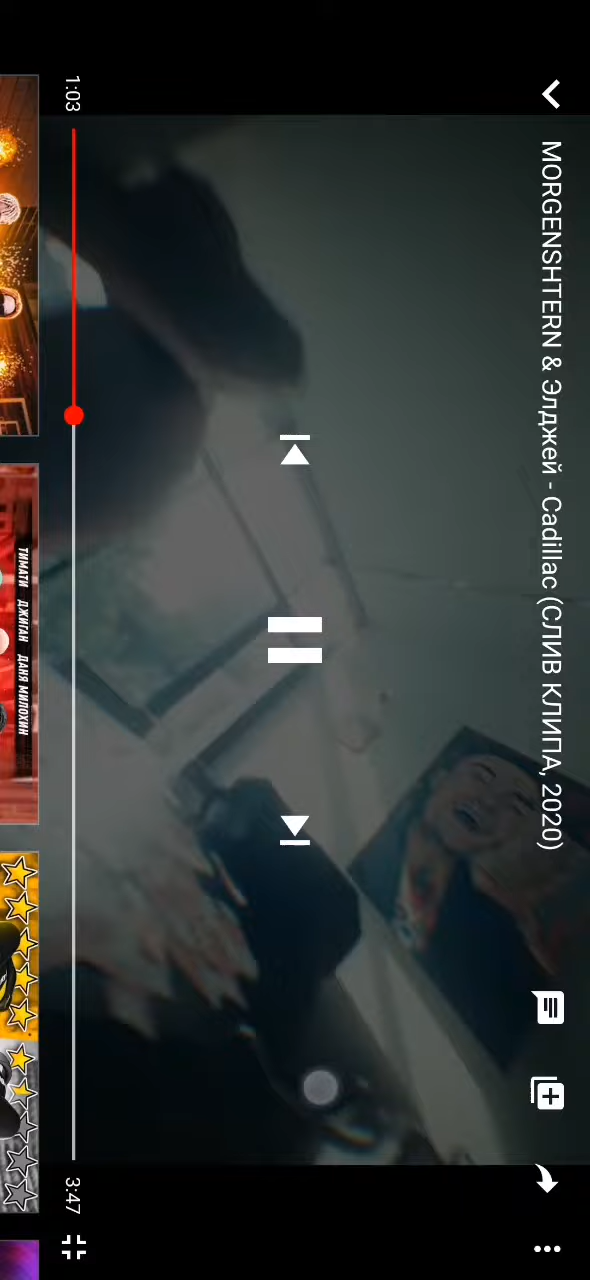 MORGENSHTERN & Элджей - Cadillac (СЛИВ КЛИПА, 2020)
1:03
3:47
ТИМАТИ ДЖИГАН ДАНЯ МИЛОХИН